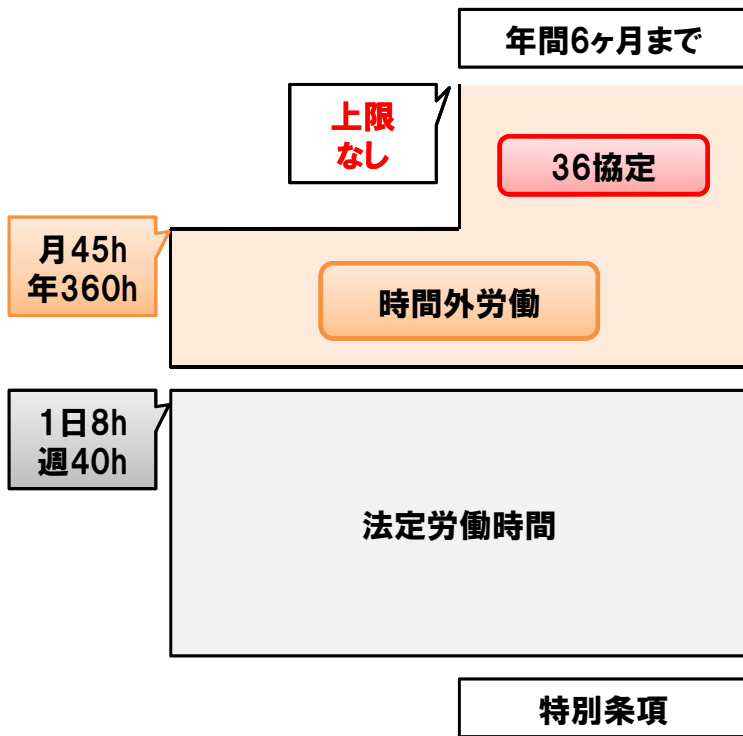 年間6ヶ月まで
上限
なし
36協定
月45h
年360h
時間外労働
1日8h
週40h
法定労働時間
特別条項